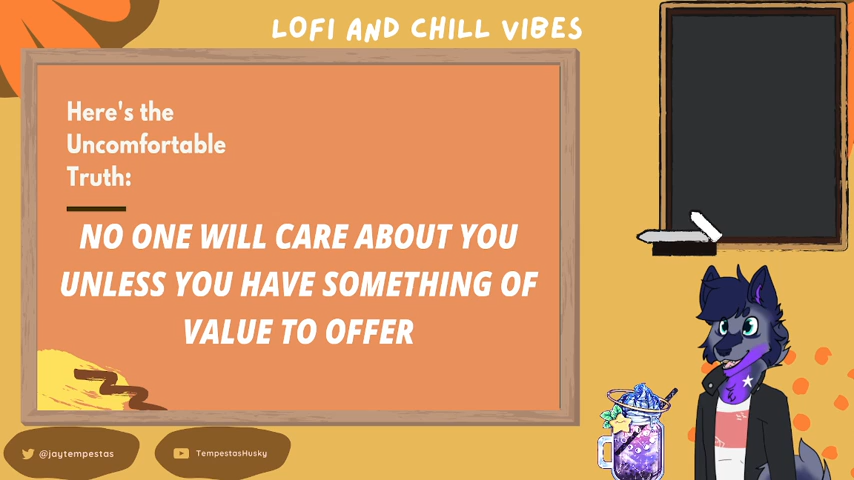 LOFI AND CHILL VIBES
Here's the
Uncomfortable
Truth:
NO ONE WILL CARE ABOUT YOU
UNLESS YOU HAVE SOMETHING OF
VALUE TO OFFER
@jaytempestas
TempestasHusky